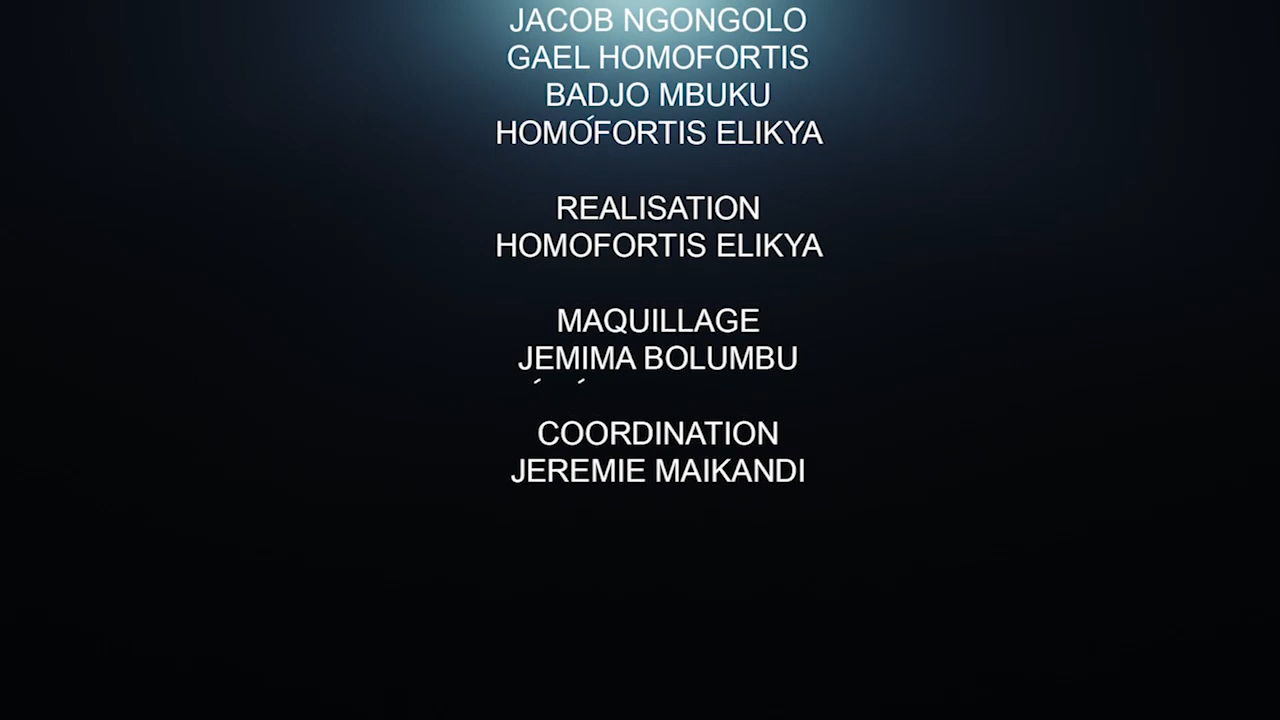 JACOB NGONGOLO
GAEL HOMOFORTIS
BADJO MBUKU
HOMOFORTIS ELIKYA
REALISATION
HOMOFORTIS ELIKYA
MAQUILLAGE
JEMIMA BOLUMBU
COORDINATION
JEREMIE MAIKANDI